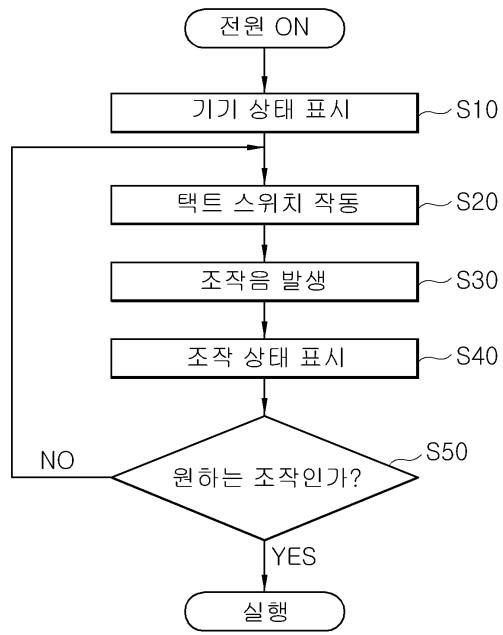 전원 ON
기기 상태 표시 S10
택트 스위치 작동 S20
조작음 발생 S30
조작 상태 표시 S40
원하는 조작인가? S50
NO
YES
실행